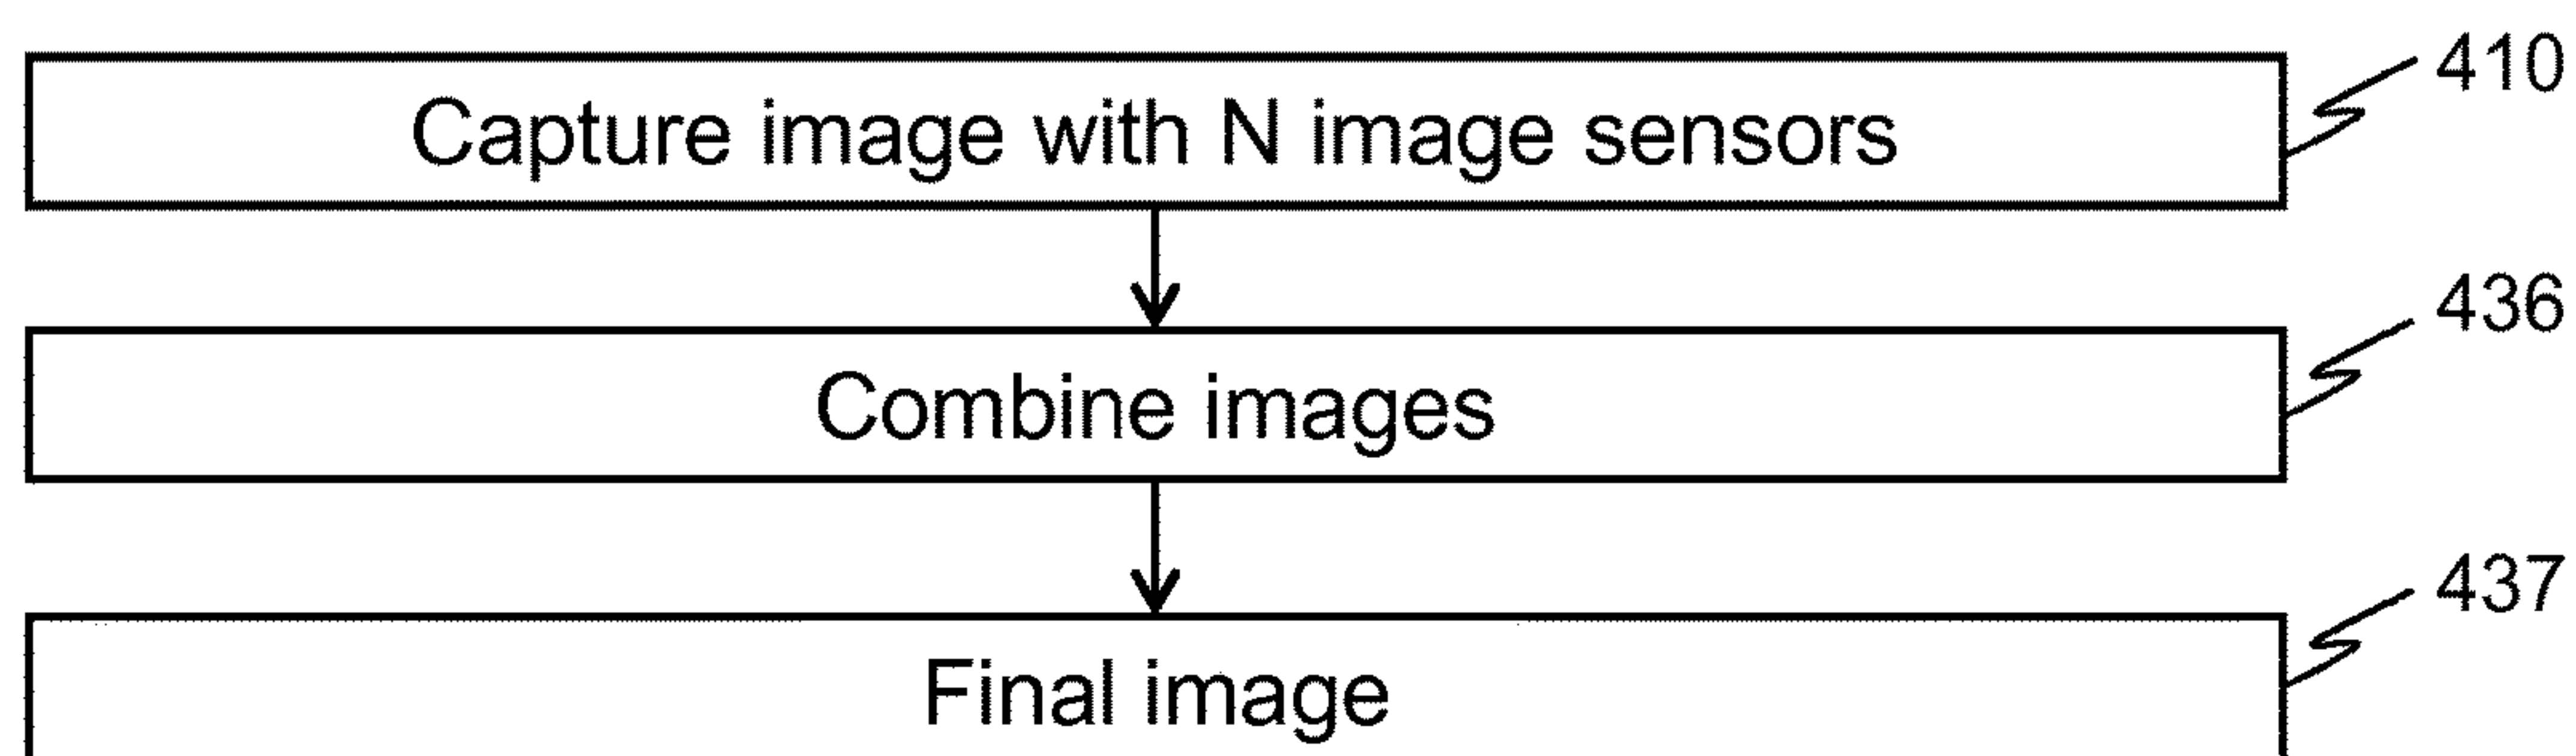 410
Capture image with N image sensors
436
Combine images
437
Final image